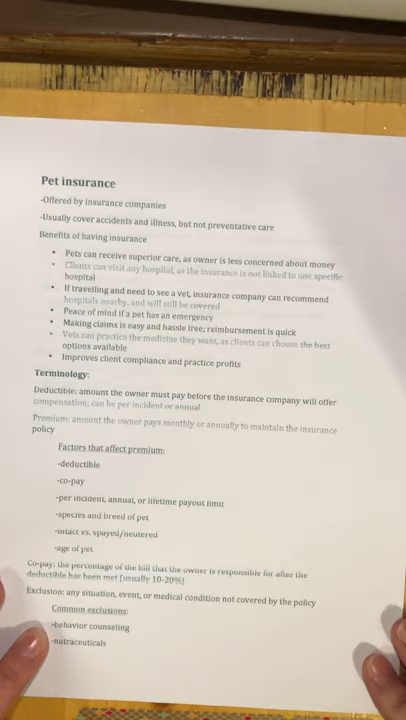 Pet insurance
-Offered by insurance companies
-Usually cover accidents and illness, but not preventative care
Benefits of having insurance
• Pets can receive superior care, as owner is less concerned about money
• Clients can visit any hospital, as the insurance is not linked to one specific
hospital
• If travelling and need to see a vet, insurance company can recommend
hospitals nearby, and will still be covered
• Peace of mind if a pet has an emergency
• Making claims is easy and hassle free; reimbursement is quick
• Vets can practice the medicine they want, as clients can choose the best
options available
• Improves client compliance and practice profits
Terminology:
Deductible: amount the owner must pay before the insurance company will offer
compensation; can be per incident or annual
Premium: amount the owner pays monthly or annually to maintain the insurance
policy
Factors that affect premium:
-deductible
-co-pay
-per incident, annual, or lifetime payout limit
-species and breed of pet
-intact vs. spayed/neutered
-age of pet
Co-pay: the percentage of the bill that the owner is responsible for after the
deductible has been met (usually 10-20%)
Exclusion: any situation, event, or medical condition not covered by the policy
Common exclusions:
-behavior counseling
-nutraceuticals